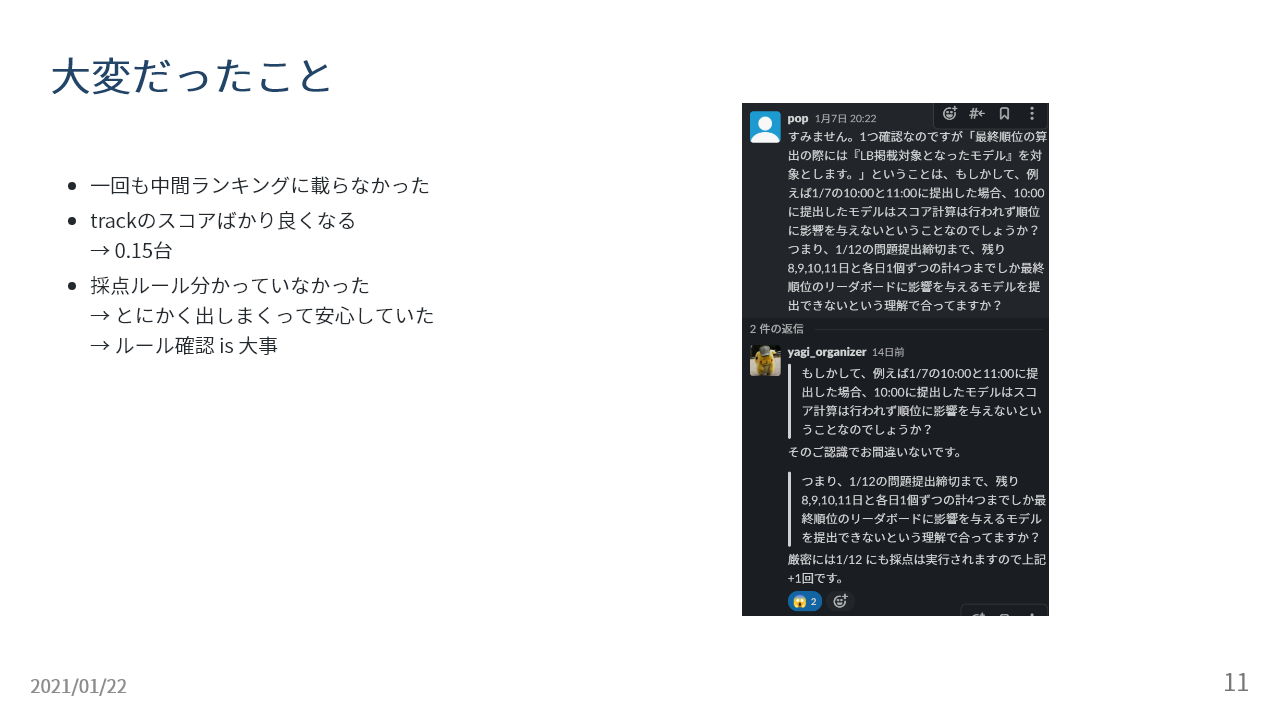 大変だったこと
一回も中間ランキングに載らなかった
trackのスコアばかり良くなる
→ 0.15台
採点ルール分かっていなかった
→ とにかく出しまくって安心していた
→ ルール確認 is 大事
pop 1月7日 20:22
すみません。1つ確認なのですが「最終順位の算
出の際には『LB掲載対象となったモデル』を対
象とします。」ということは、もしかして、例
えば1/7の10:00と11:00に提出した場合、10:00
に提出したモデルはスコア計算は行われず順位
に影響を与えないということなのでしょうか？
つまり、1/12の問題提出締切まで、残り
8,9,10,11日と各日1個ずつの計4つまでしか最終
順位のリーダボードに影響を与えるモデルを提
出できないという理解で合ってますか？
2 件の返信
yagi_organizer 14日前
もしかして、例えば1/7の10:00と11:00に提
出した場合、10:00に提出したモデルはスコ
ア計算は行われず順位に影響を与えないとい
うことなのでしょうか？
そのご認識でお間違いないです。
つまり、1/12の問題提出締切まで、残り
8,9,10,11日と各日1個ずつの計4つまでしか最
終順位のリーダボードに影響を与えるモデル
を提出できないという理解で合ってますか？
厳密には1/12 にも採点は実行されますので上記
+1回です。
2
2021/01/22
11